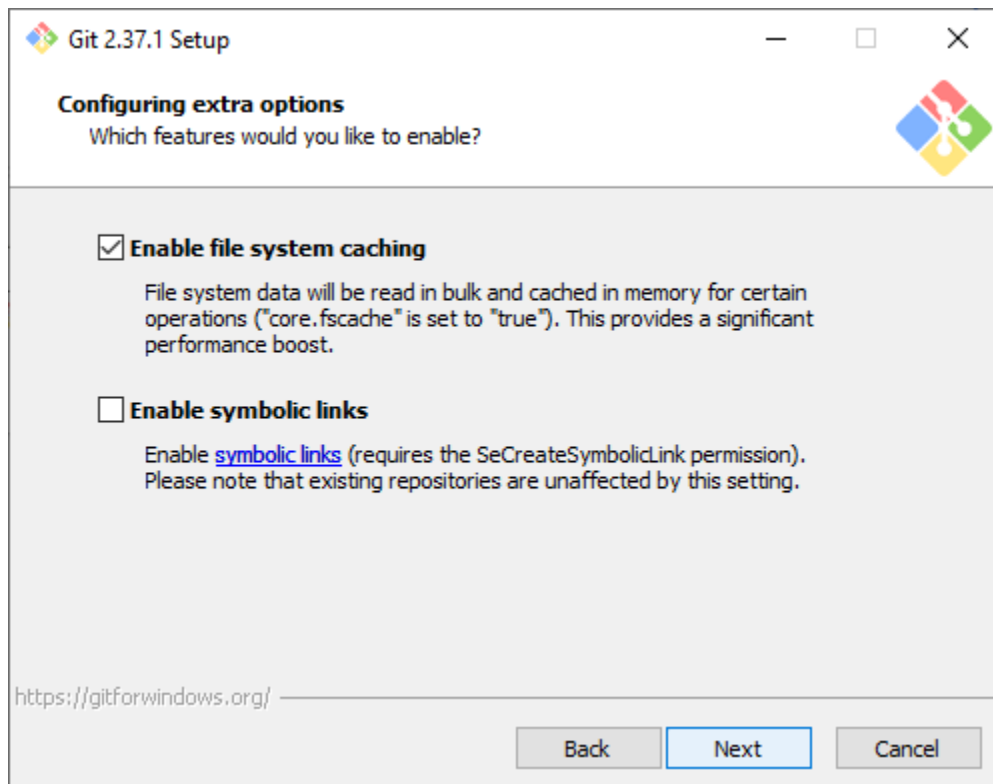 Git 2.37.1 Setup
Configuring extra options
Which features would you like to enable?
Enable file system caching
File system data will be read in bulk and cached in memory for certain
operations ("core.fscache" is set to "true"). This provides a significant
performance boost.
Enable symbolic links
Enable symbolic links (requires the SeCreateSymbolicLink permission).
Please note that existing repositories are unaffected by this setting.
https://gitforwindows.org/
Back Next Cancel